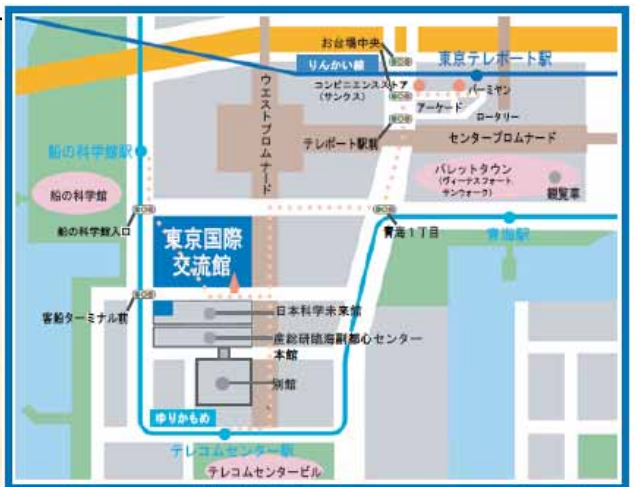 お台場中央
りんかい線
東京テレポート駅
コンビニエンスストア
(サンクス)
バーミヤン
アーケード
ロータリー
ウエストプロムナード
テレポート駅前
センタープロムナード
船の科学館駅
パレットタウン
(ヴィーナスフォート
サンウォーク)
観覧車
船の科学館
船の科学館入口
青海1丁目
青海駅
東京国際
交流館
客船ターミナル前
日本科学未来館
産総研臨海副都心センター
本館
別館
ゆりかもめ
テレコムセンター駅
テレコムセンタービル